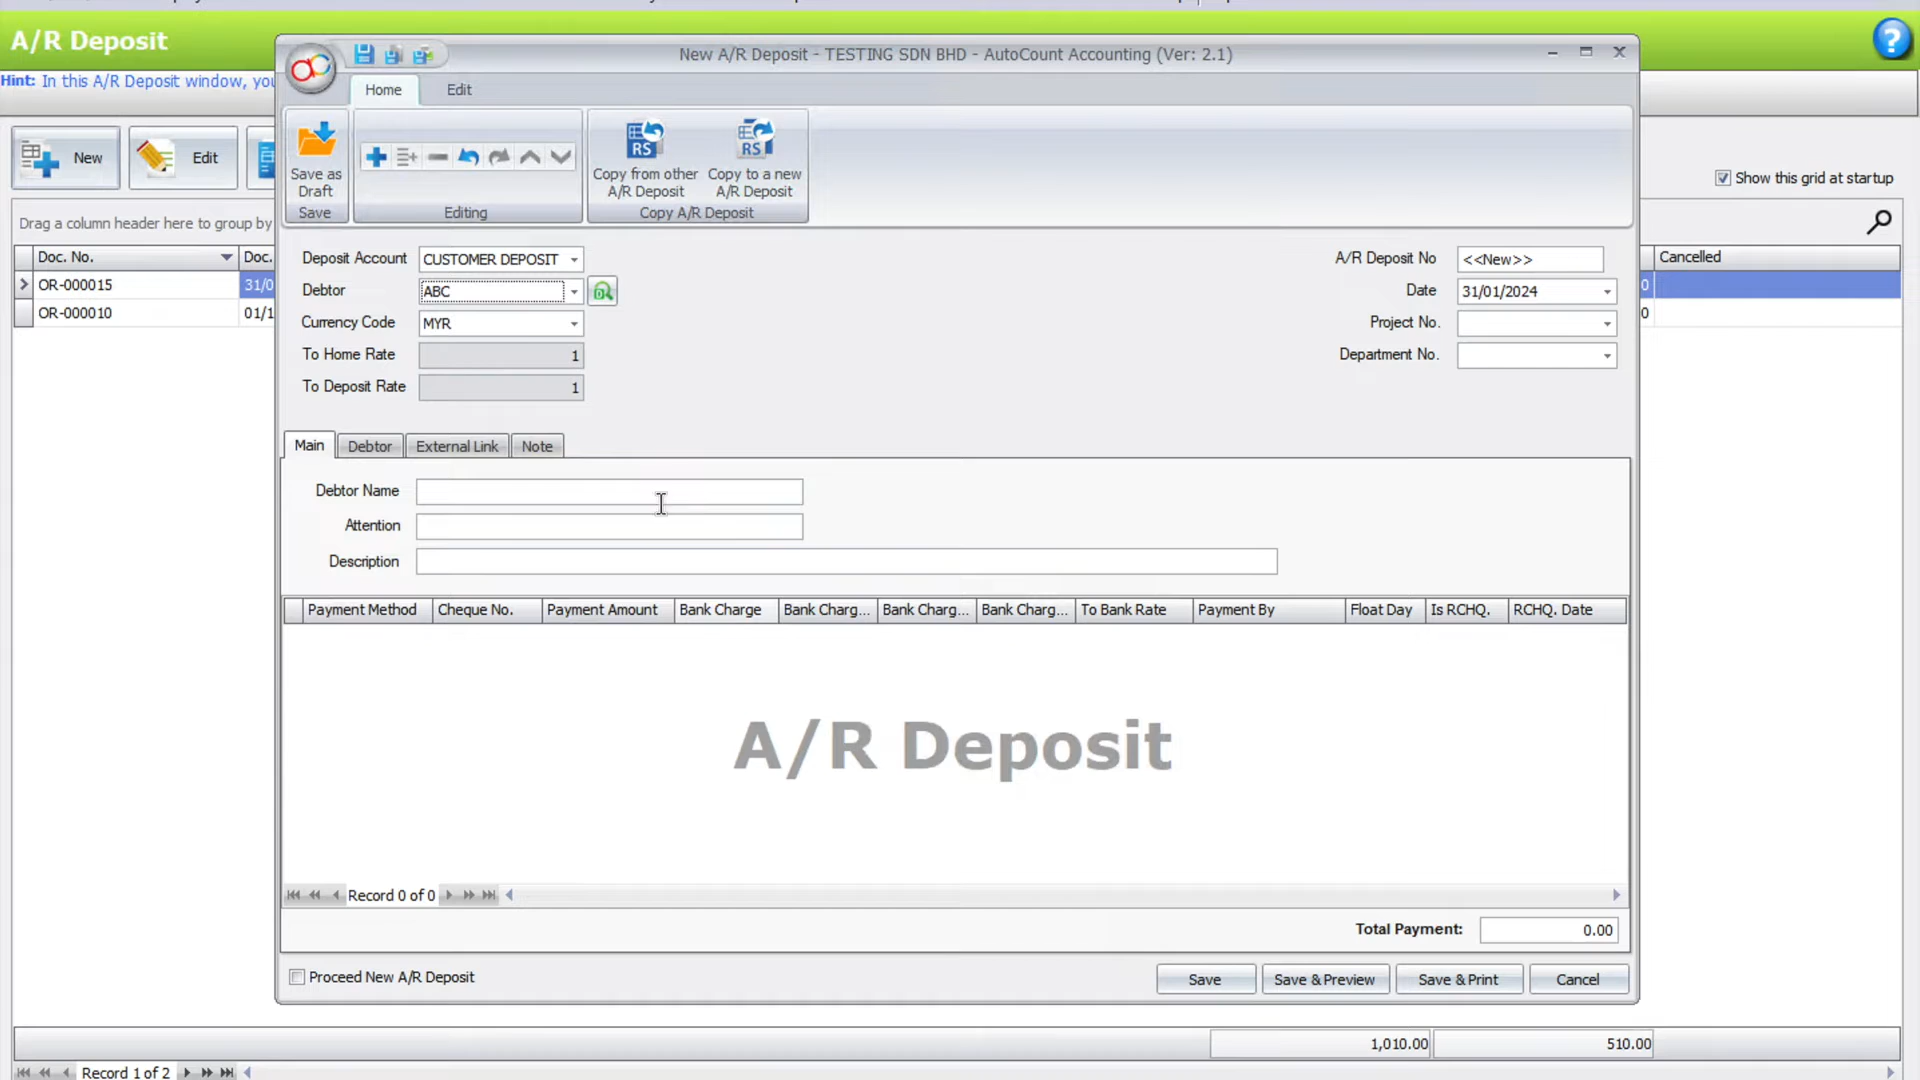 A/R Deposit
Hint: In this A/R Deposit window, you
New
Edit
Show this grid at startup
Drag a column header here to group by
Doc. No.
Doc.
Cancelled
OR-000015
31/0
0
OR-000010
01/1
0
New A/R Deposit - TESTING SDN BHD - AutoCount Accounting (Ver: 2.1)
Home
Edit
Save as
Draft
Save
Editing
RS
Copy from other
A/R Deposit
RS
Copy to a new
A/R Deposit
Copy A/R Deposit
Deposit Account
CUSTOMER DEPOSIT
A/R Deposit No
<<New>>
Debtor
ABC
Date
31/01/2024
Currency Code
MYR
Project No.
To Home Rate
1
Department No.
To Deposit Rate
1
Main
Debtor
External Link
Note
Debtor Name
Attention
Description
Payment Method
Cheque No.
Payment Amount
Bank Charge
Bank Charg...
Bank Charg...
Bank Charg...
To Bank Rate
Payment By
Float Day
Is RCHQ.
RCHQ. Date
A/R Deposit
Record 0 of 0
Total Payment:
0.00
Proceed New A/R Deposit
Save
Save & Preview
Save & Print
Cancel
1,010.00
510.00
Record 1 of 2